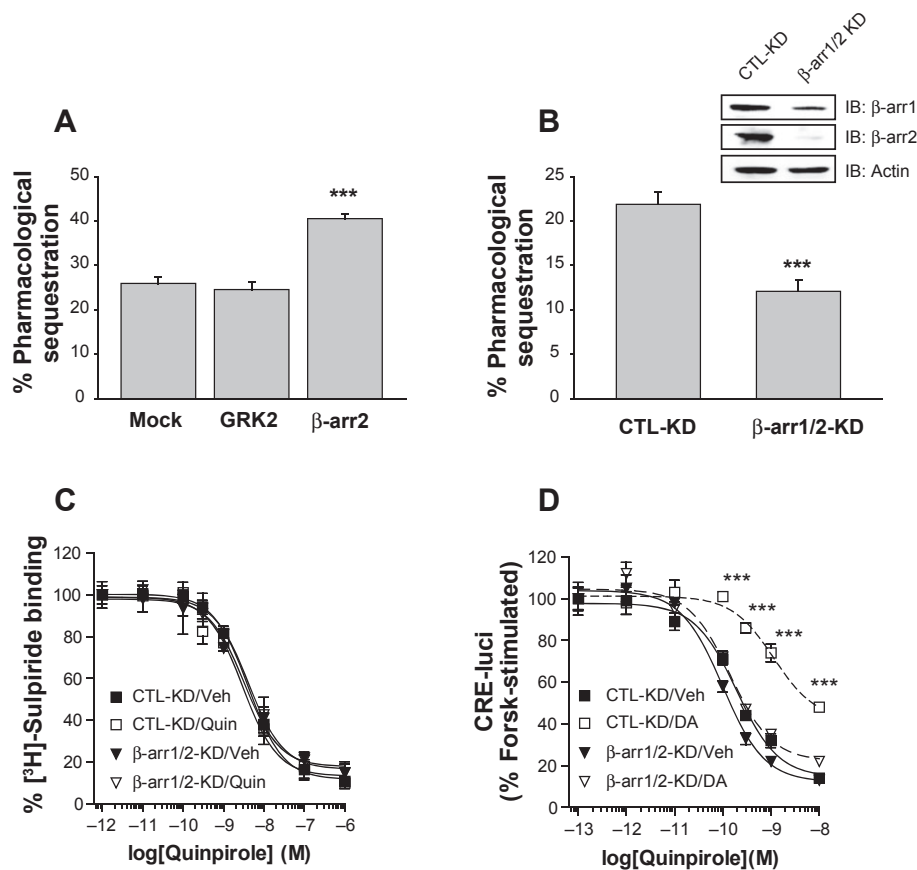 A
% Pharmacological
sequestration
50
40
30
20
10
0
***
Mock GRK2 β-arr2
B
CTL-KD
β-arr1/2 KD
IB: β-arr1
IB: β-arr2
IB: Actin
% Pharmacological
sequestration
25
20
15
10
5
0
***
CTL-KD β-arr1/2-KD
C
% [³H]-Sulpiride binding
120
100
80
60
40
20
0
CTL-KD/Veh
CTL-KD/Quin
β-arr1/2-KD/Veh
β-arr1/2-KD/Quin
–12 –11 –10 –9 –8 –7 –6
log[Quinpirole] (M)
D
CRE-luci
(% Forsk-stimulated)
120
100
80
60
40
20
0
***
***
***
***
CTL-KD/Veh
CTL-KD/DA
β-arr1/2-KD/Veh
β-arr1/2-KD/DA
–13 –12 –11 –10 –9 –8
log[Quinpirole](M)